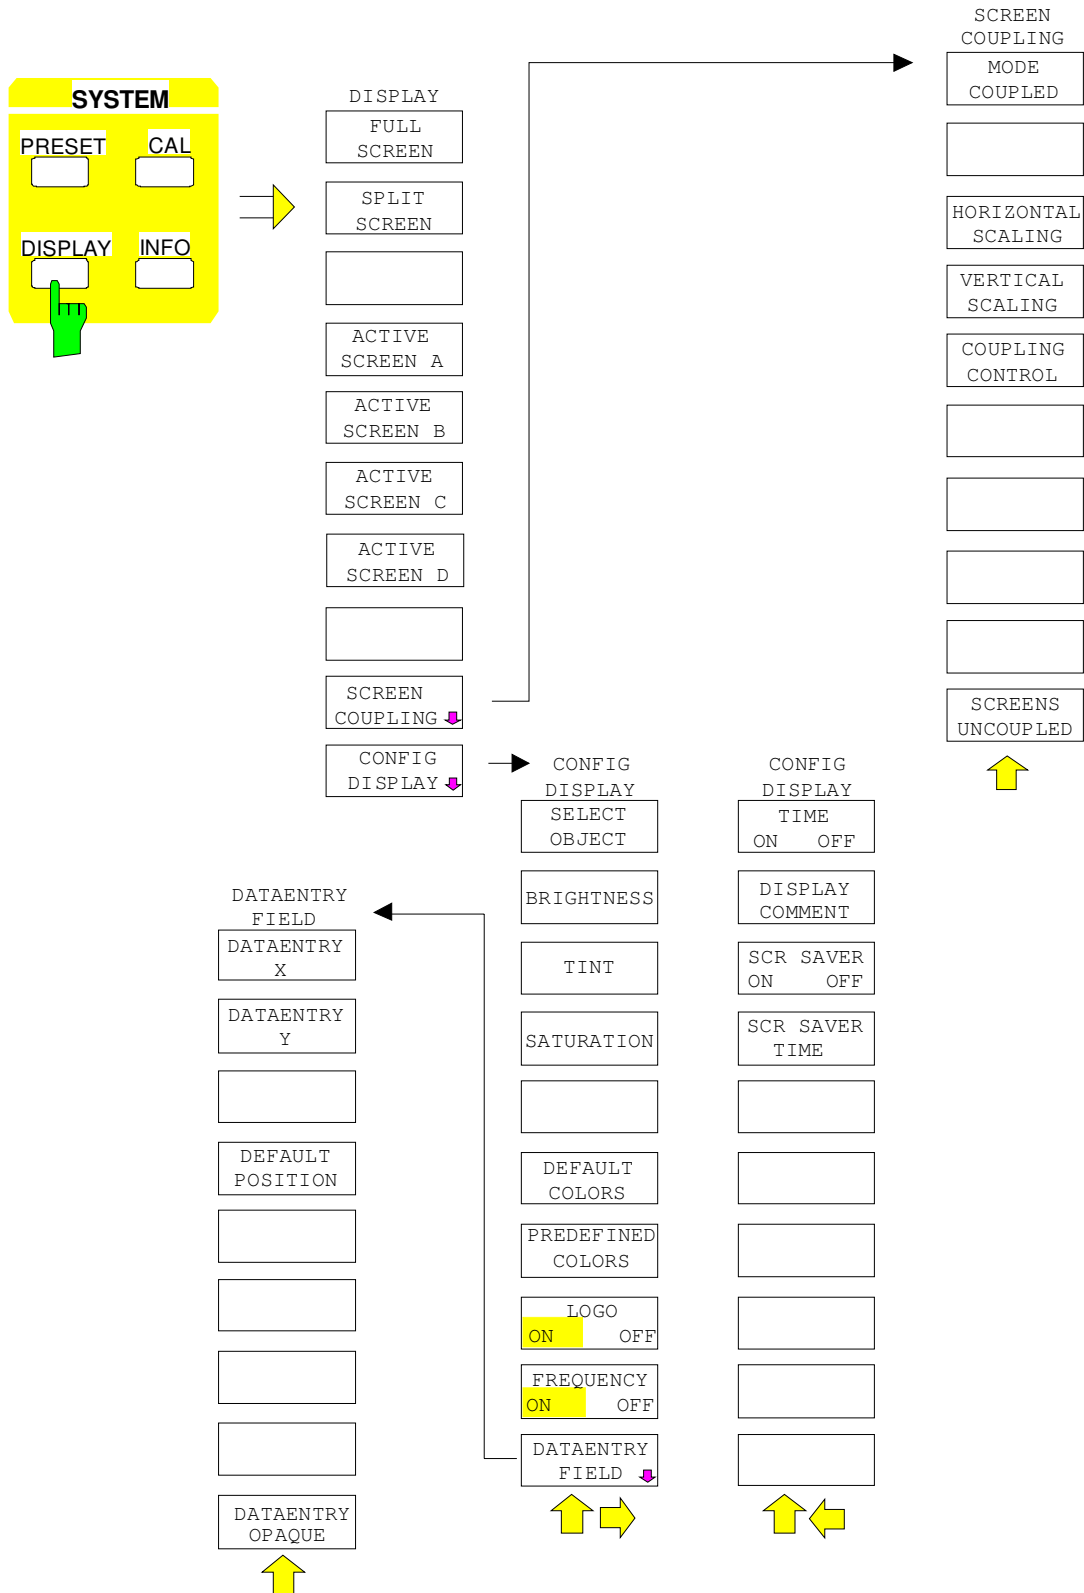 SYSTEM
PRESET CAL
DISPLAY INFO
DISPLAY
FULL
SCREEN
SPLIT
SCREEN
ACTIVE
SCREEN A
ACTIVE
SCREEN B
ACTIVE
SCREEN C
ACTIVE
SCREEN D
SCREEN
COUPLING
CONFIG
DISPLAY
SCREEN
COUPLING
MODE
COUPLED
HORIZONTAL
SCALING
VERTICAL
SCALING
COUPLING
CONTROL
SCREENS
UNCOUPLED
CONFIG
DISPLAY
SELECT
OBJECT
BRIGHTNESS
TINT
SATURATION
DEFAULT
COLORS
PREDEFINED
COLORS
LOGO
ON OFF
FREQUENCY
ON OFF
DATAENTRY
FIELD
CONFIG
DISPLAY
TIME
ON OFF
DISPLAY
COMMENT
SCR SAVER
ON OFF
SCR SAVER
TIME
DATAENTRY
FIELD
DATAENTRY
X
DATAENTRY
Y
DEFAULT
POSITION
DATAENTRY
OPAQUE